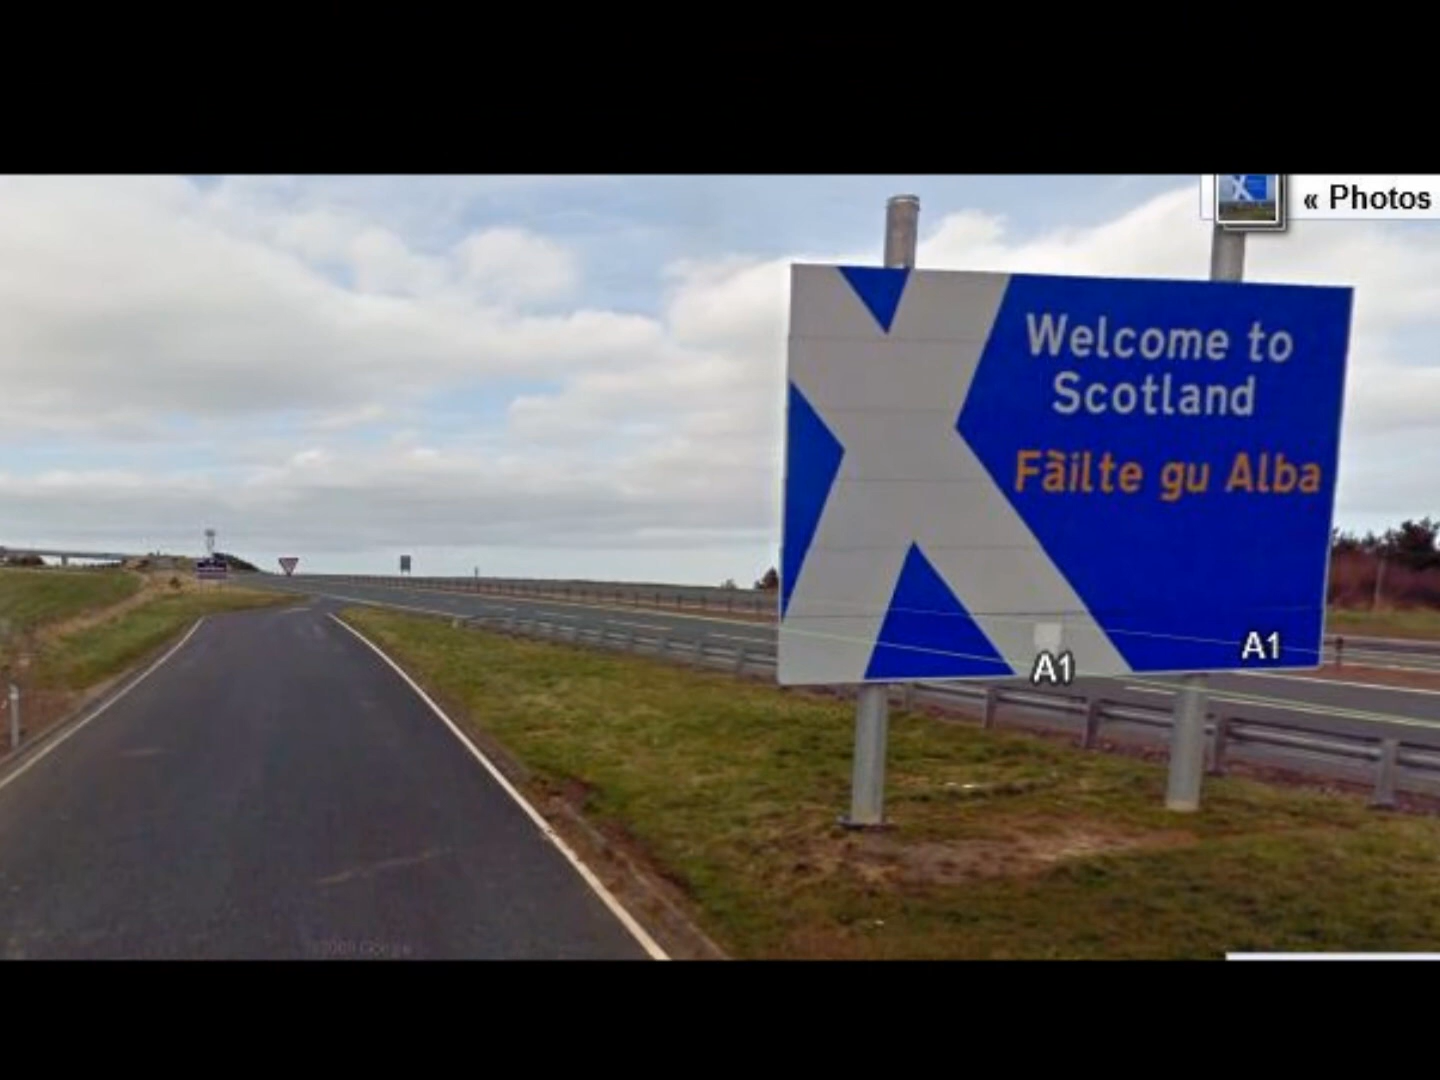 « Photos
Welcome to
Scotland
Fàilte gu Alba
A1
A1